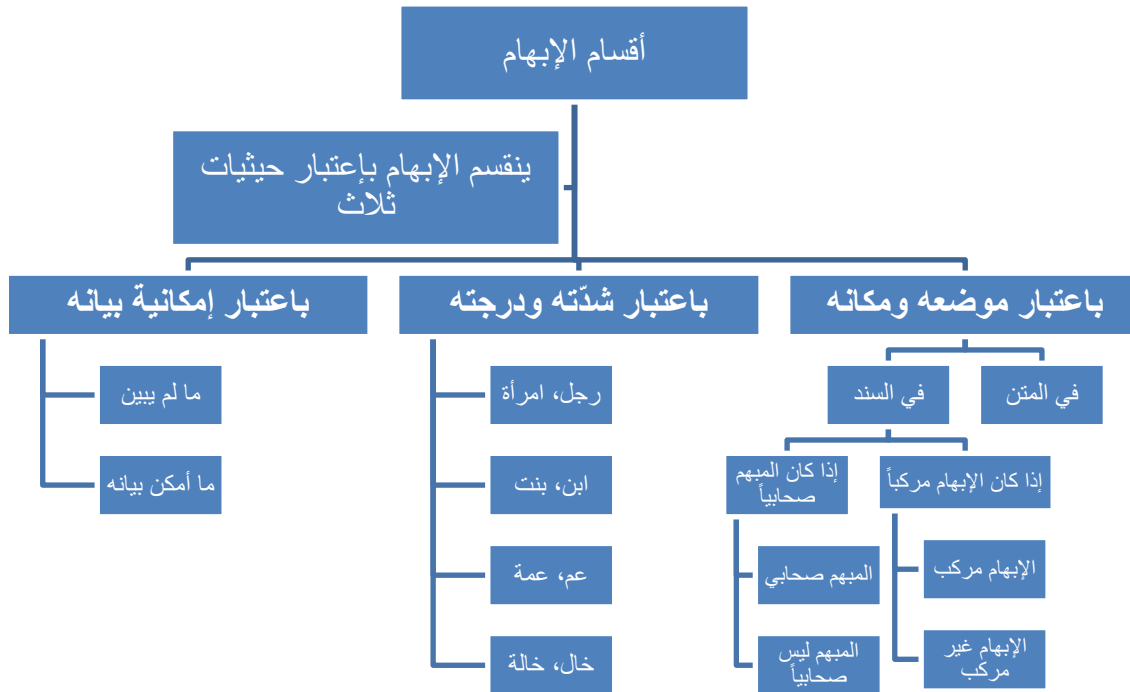 أقسام الإبهام
ينقسم الإبهام بإعتبار حيثيات
ثلاث
باعتبار موضعه ومكانه
في المتن
في السند
إذا كان الإبهام مركباً
الإبهام مركب
الإبهام غير
مركب
إذا كان المبهم
صحابياً
المبهم صحابي
المبهم ليس
صحابياً
باعتبار شدّته ودرجته
رجل، امرأة
ابن، بنت
عم، عمة
خال، خالة
باعتبار إمكانية بيانه
ما لم يبين
ما أمكن بيانه